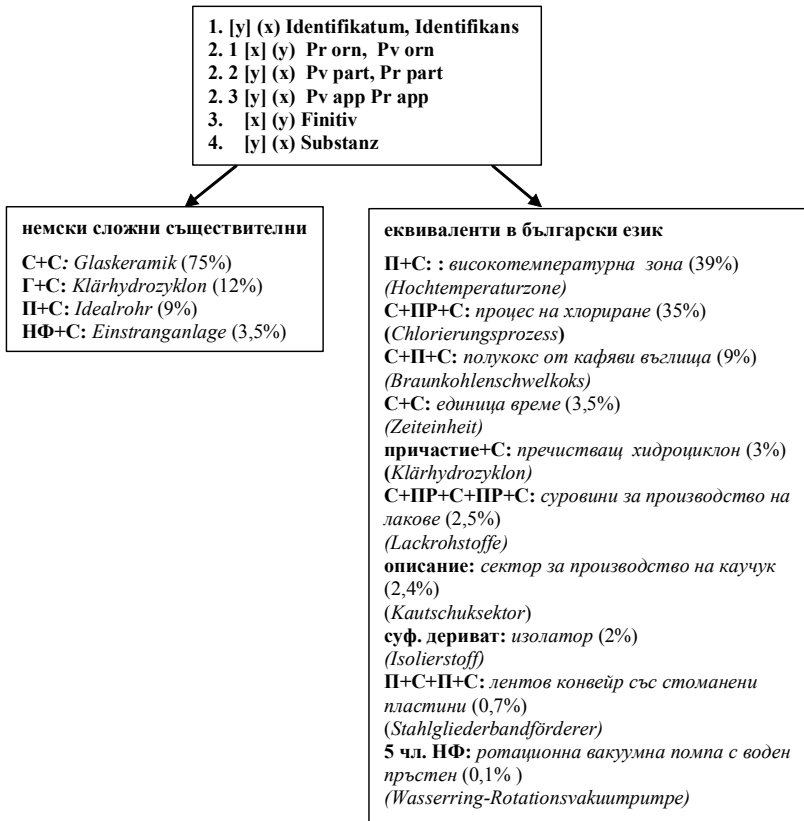 1. [y] (x) Identifikatum, Identifikans
2. 1 [x] (y) Pr orn, Pv orn
2. 2 [y] (x) Pv part, Pr part
2. 3 [y] (x) Pv app Pr app
3. [x] (y) Finitiv
4. [y] (x) Substanz
немски сложни съществителни
С+С: Glaskeramik (75%)
Г+С: Klärhydrozyklon (12%)
П+С: Idealrohr (9%)
НФ+С: Einstranganlage (3,5%)
еквиваленти в български език
П+С: : високотемпературна зона (39%)
(Hochtemperaturzone)
С+ПР+С: процес на хлориране (35%)
(Chlorierungsprozess)
С+П+С: полукокс от кафяви въглища (9%)
(Braunkohlenschwelkoks)
С+С: единица време (3,5%)
(Zeiteinheit)
причастие+С: пречистващ хидроциклон (3%)
(Klärhydrozyklon)
С+ПР+С+ПР+С: суровини за производство на
лакове (2,5%)
(Lackrohstoffe)
описание: сектор за производство на каучук
(2,4%)
(Kautschuksektor)
суф. дериват: изолатор (2%)
(Isolierstoff)
П+С+П+С: лентов конвейр със стоманени
пластини (0,7%)
(Stahlgliederbandförderer)
5 чл. НФ: ротационна вакуумна помпа с воден
пръстен (0,1% )
(Wasserring-Rotationsvakuumpumpe)